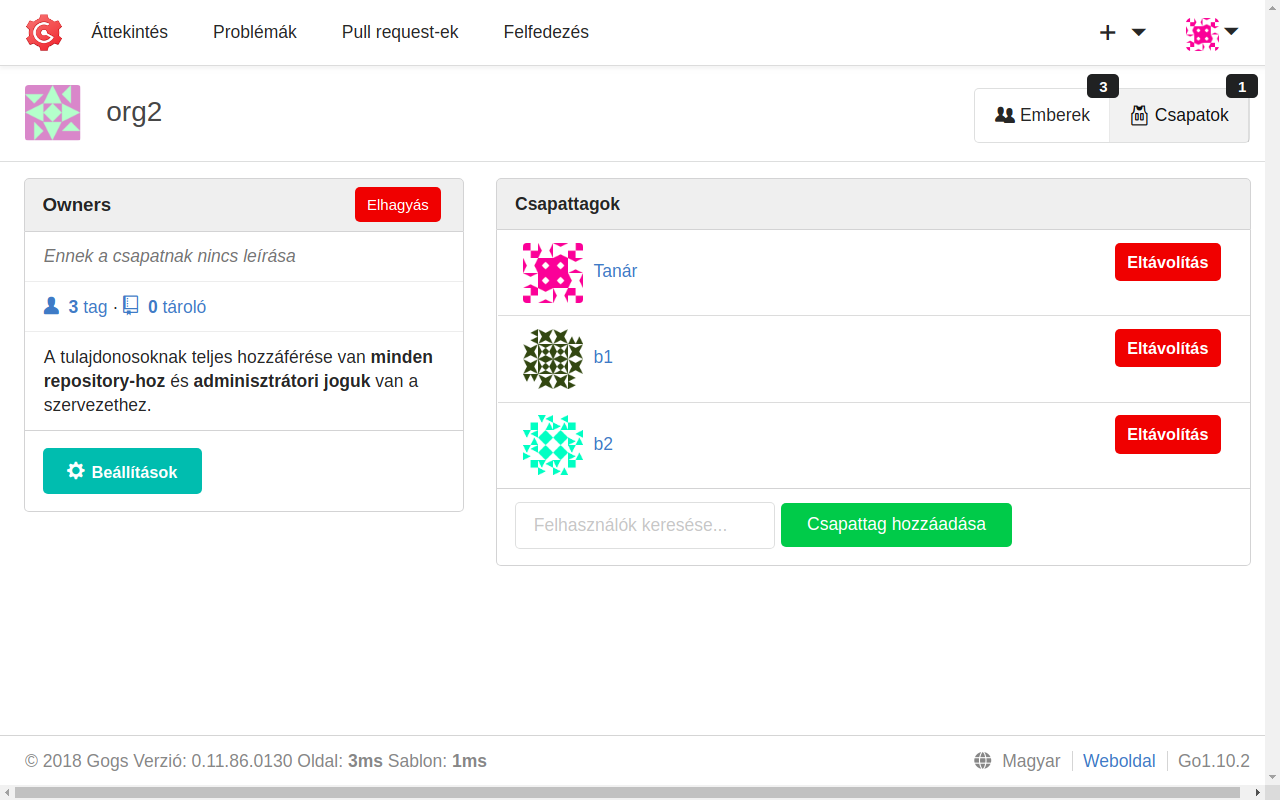 Áttekintés Problémák Pull request-ek Felfedezés
org2
3 1
Emberek Csapatok
Owners Elhagyás
Ennek a csapatnak nincs leírása
3 tag · 0 tároló
A tulajdonosoknak teljes hozzáférése van minden
repository-hoz és adminisztrátori joguk van a
szervezethez.
Beállítások
Csapattagok
Tanár Eltávolítás
b1 Eltávolítás
b2 Eltávolítás
Felhasználók keresése... Csapattag hozzáadása
© 2018 Gogs Verzió: 0.11.86.0130 Oldal: 3ms Sablon: 1ms Magyar Weboldal Go1.10.2